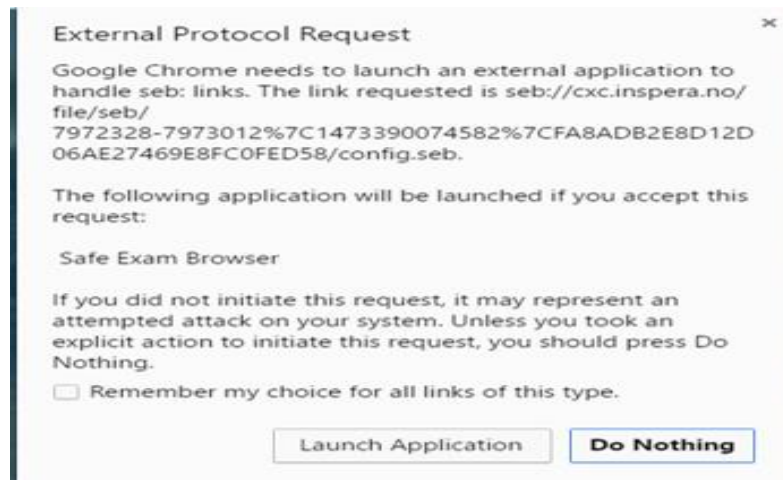 External Protocol Request
Google Chrome needs to launch an external application to
handle seb: links. The link requested is seb://cxc.inspera.no/
file/seb/
7972328-7973012%7C1473390074582%7CFA8ADB2E8D12D
06AE27469E8FC0FED58/config.seb.
The following application will be launched if you accept this
request:
Safe Exam Browser
If you did not initiate this request, it may represent an
attempted attack on your system. Unless you took an
explicit action to initiate this request, you should press Do
Nothing.
Remember my choice for all links of this type.
Launch Application Do Nothing